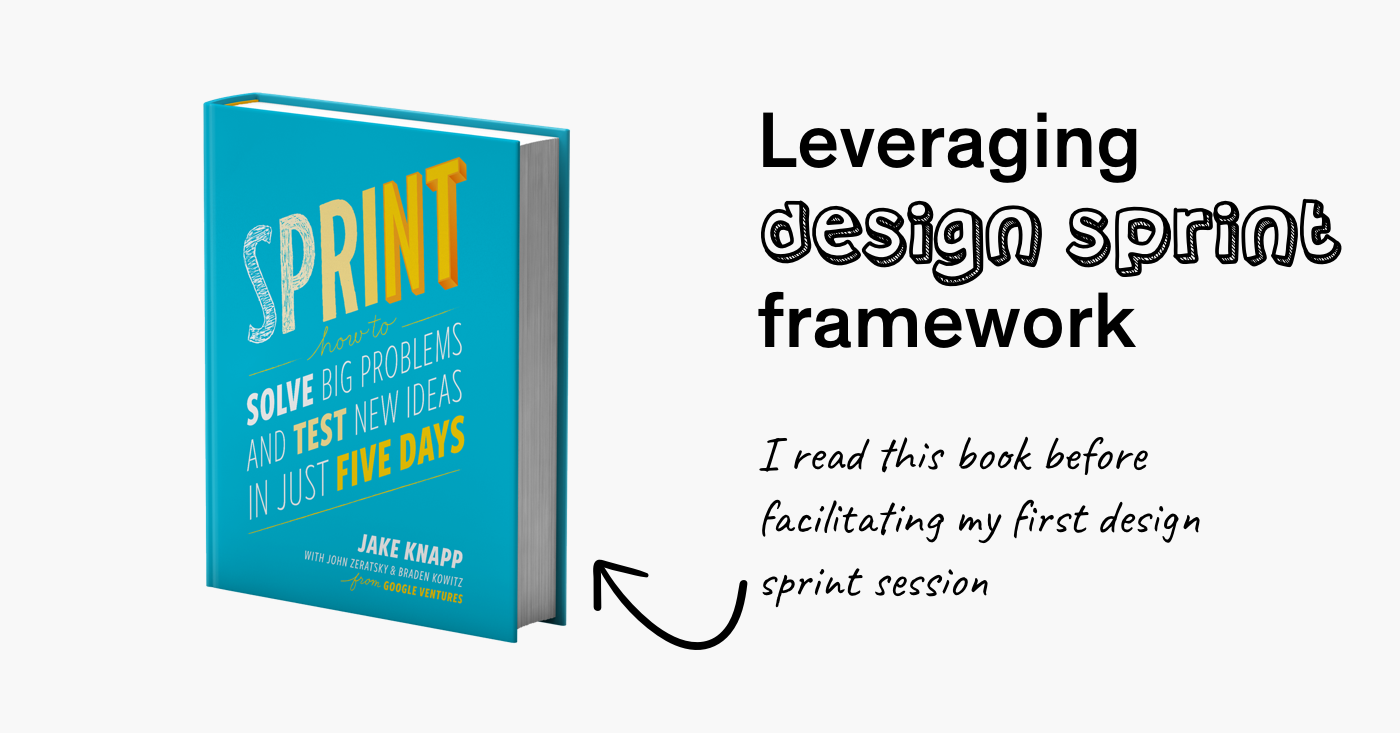 SPRINT
how to
SOLVE BIG PROBLEMS
AND TEST NEW IDEAS
IN JUST FIVE DAYS
JAKE KNAPP
WITH JOHN ZERATSKY & BRADEN KOWITZ
from GOOGLE VENTURES
Leveraging
design sprint
framework
I read this book before
facilitating my first design
sprint session